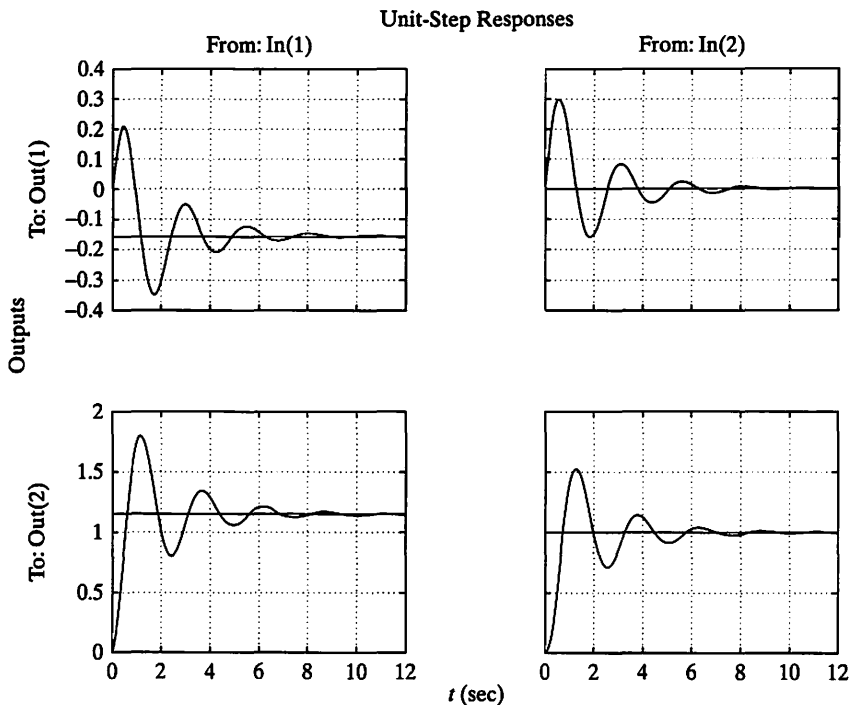 Unit-Step Responses
From: In(1)
From: In(2)
Outputs
To: Out(1)
0.4
0.3
0.2
0.1
0
−0.1
−0.2
−0.3
−0.4
To: Out(2)
2
1.5
1
0.5
0
0 2 4 6 8 10 12
0 2 4 6 8 10 12
t (sec)